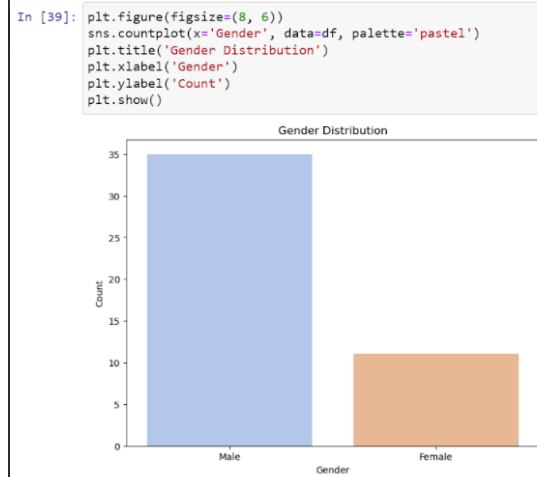 In [39]: plt.figure(figsize=(8, 6))
sns.countplot(x='Gender', data=df, palette='pastel')
plt.title('Gender Distribution')
plt.xlabel('Gender')
plt.ylabel('Count')
plt.show()
Gender Distribution
35
30
25
20
15
10
5
0
Count
Male Female
Gender